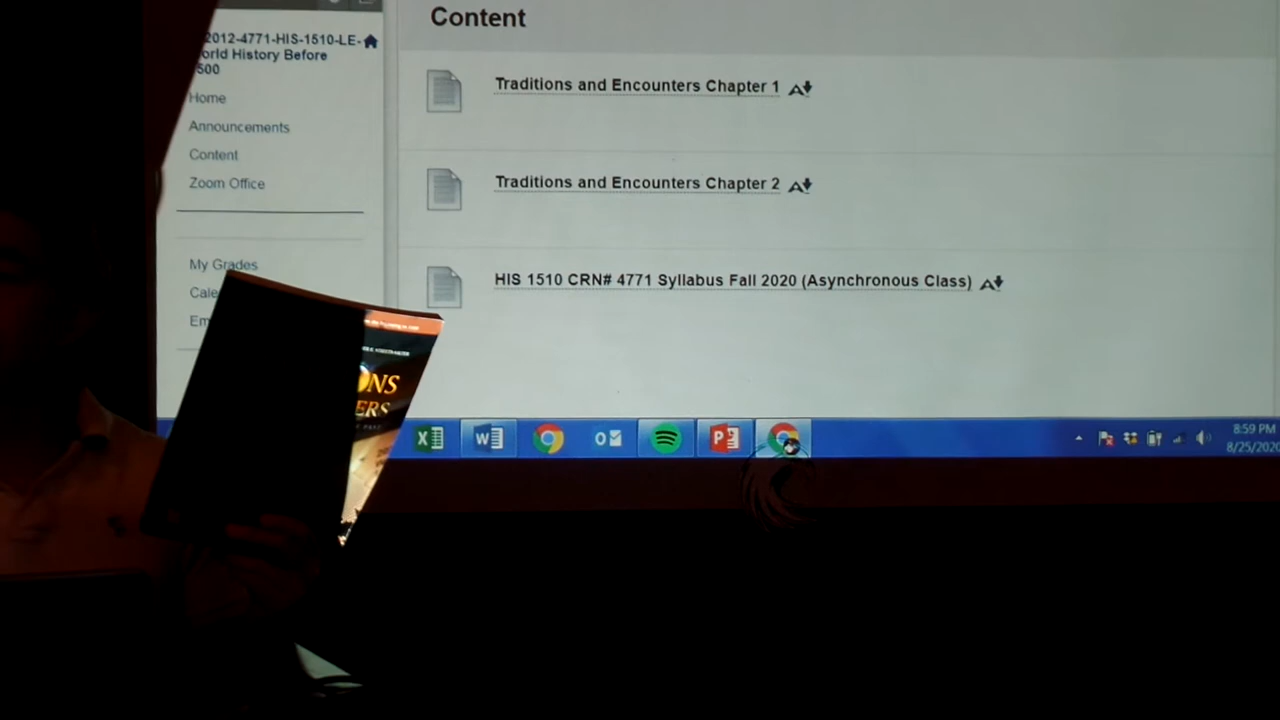 Content
2012-4771-HIS-1510-LE-
orld History Before
500
Home
Announcements
Content
Zoom Office
My Grades
Cale
Em
Traditions and Encounters Chapter 1
Traditions and Encounters Chapter 2
HIS 1510 CRN# 4771 Syllabus Fall 2020 (Asynchronous Class)
ONS
ERS
8:59 PM
8/25/2020